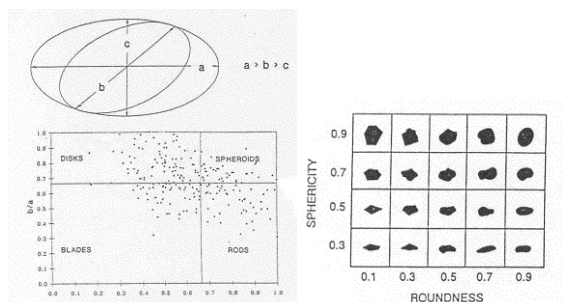 c
a
b
a > b > c
1.0
0.9
0.8
0.7
0.6
0.5
0.4
0.3
0.2
0.1
0.0
b/a
DISKS
SPHEROIDS
BLADES
RODS
0.0 0.1 0.2 0.3 0.4 0.5 0.6 0.7 0.8 0.9 1.0
SPHERICITY
0.9
0.7
0.5
0.3
0.1 0.3 0.5 0.7 0.9
ROUNDNESS